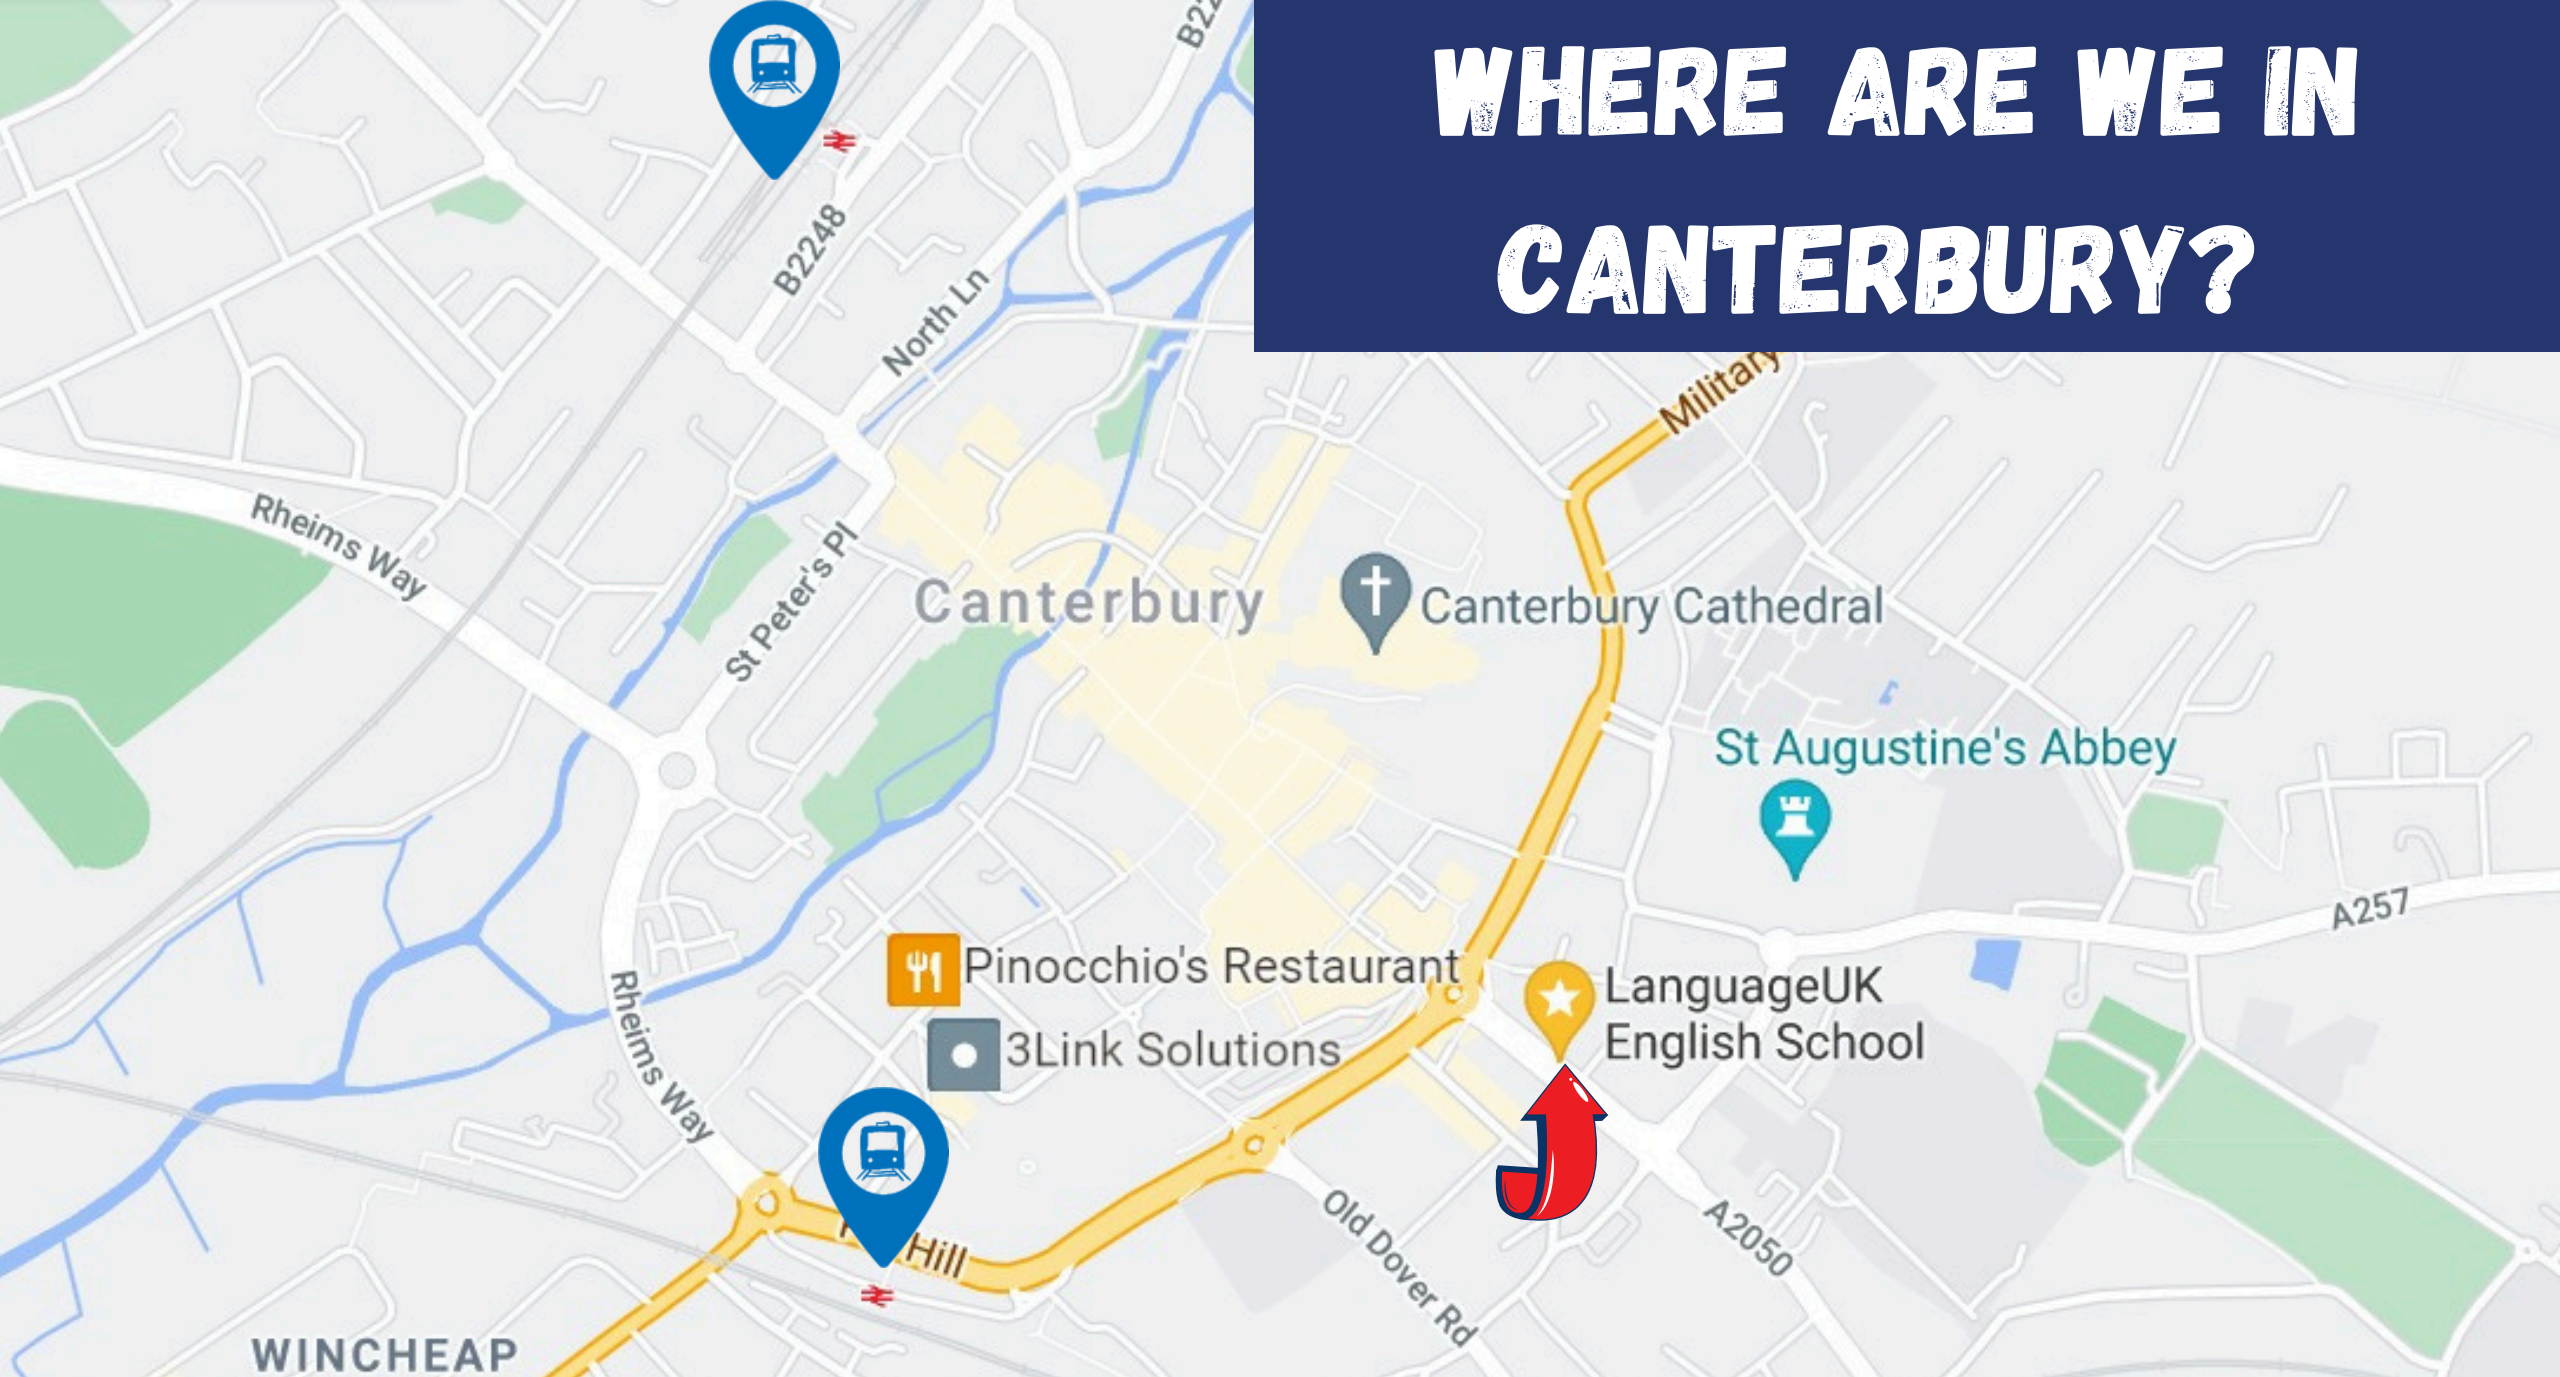 WHERE ARE WE IN
CANTERBURY?
B22
B2248
North Ln
Military
Rheims Way
St Peter's Pl
Canterbury
Canterbury Cathedral
St Augustine's Abbey
A257
Pinocchio's Restaurant
LanguageUK
English School
3Link Solutions
Rheims Way
Hill
Old Dover Rd
A2050
WINCHEAP